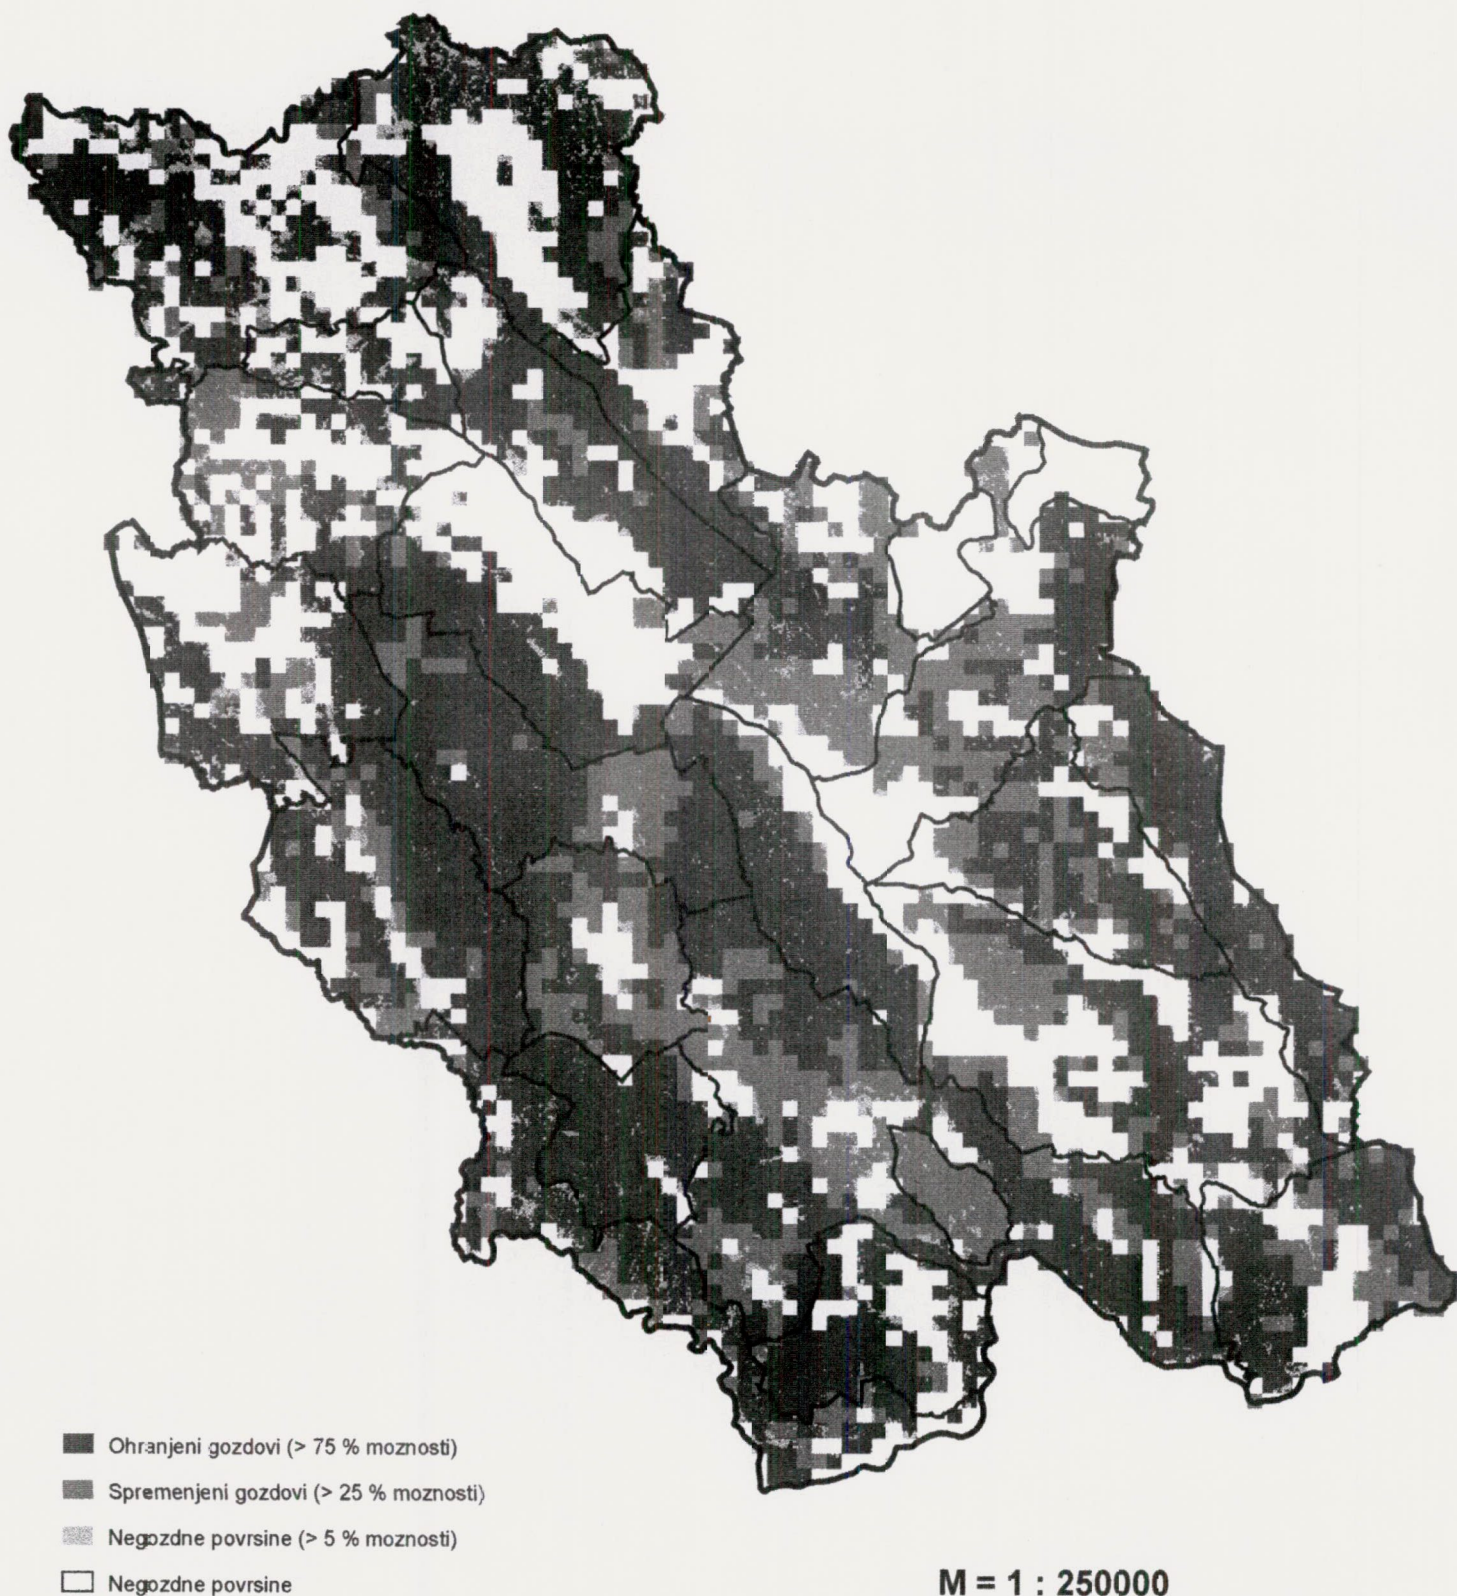 Ohranjeni gozdovi (> 75 % moznosti)
Spremenjeni gozdovi (> 25 % moznosti)
Negozdne povrsine (> 5 % moznosti)
Negozdne povrsine
M = 1 : 250000